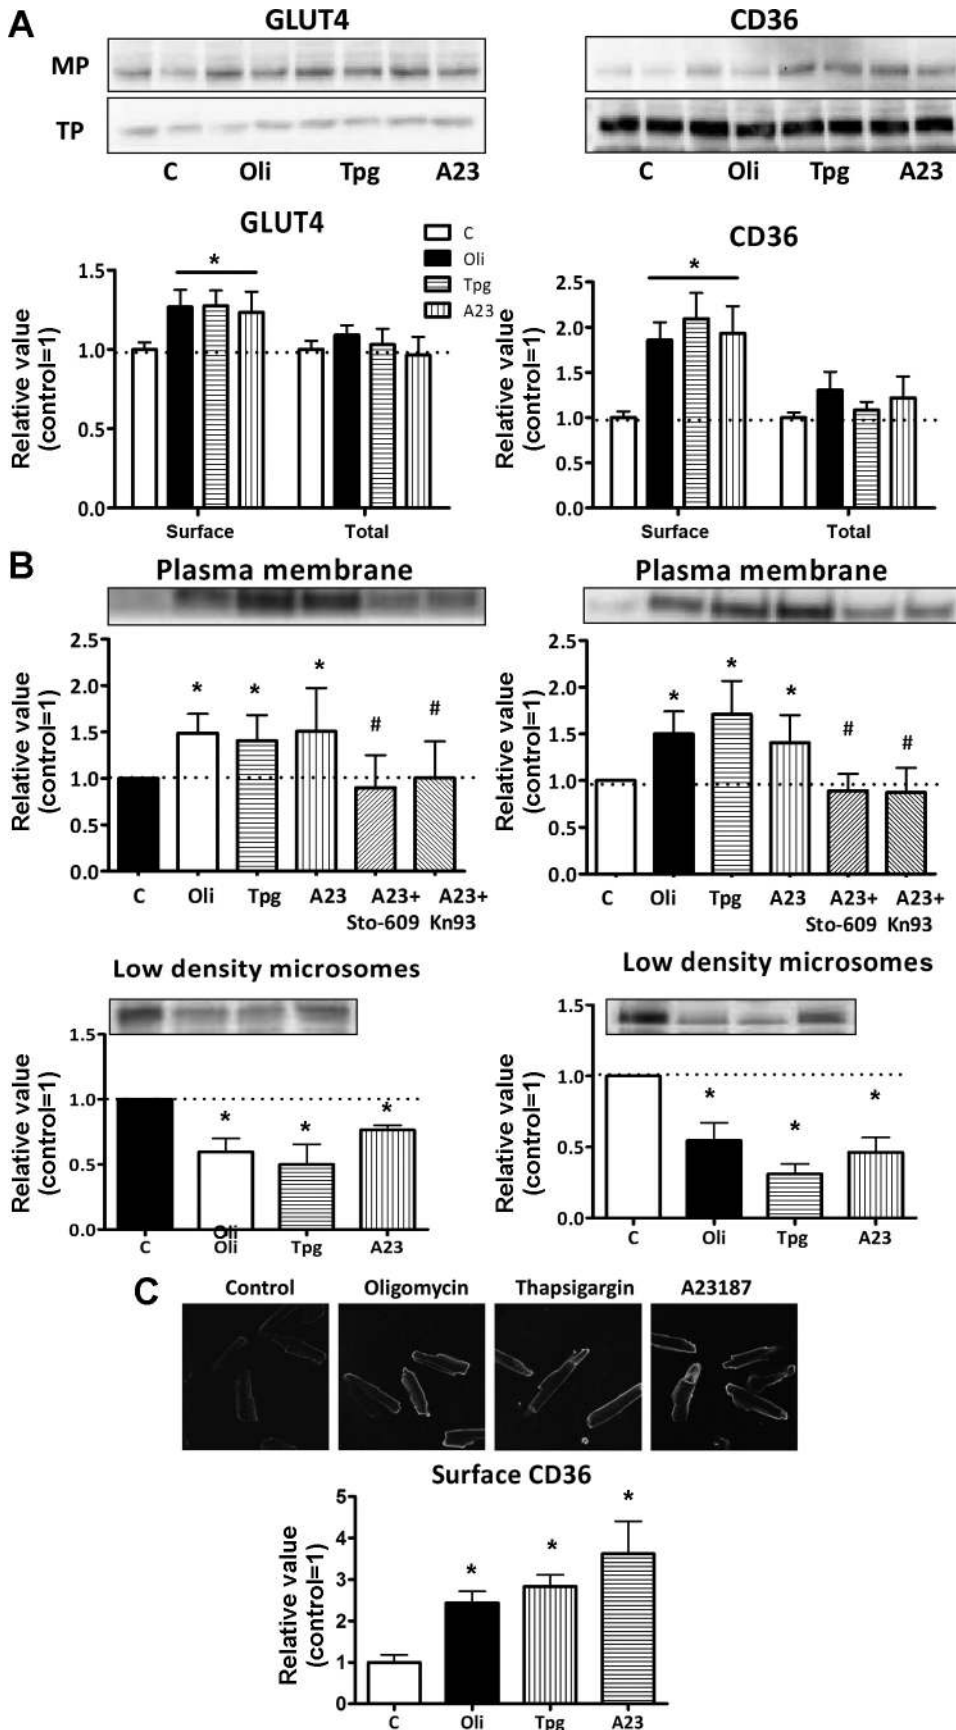 A
GLUT4
CD36
MP
TP
C Oli Tpg A23
C Oli Tpg A23
GLUT4
CD36
C
Oli
Tpg
A23
Relative value
(control=1)
1.5
1.0
0.5
0.0
*
Surface Total
Relative value
(control=1)
2.5
2.0
1.5
1.0
0.5
0.0
*
Surface Total
B
Plasma membrane
Relative value
(control=1)
2.5
2.0
1.5
1.0
0.5
0.0
* * * # #
C Oli Tpg A23 A23+ A23+
Sto-609 Kn93
Plasma membrane
Relative value
(control=1)
2.5
2.0
1.5
1.0
0.5
0.0
* * * # #
C Oli Tpg A23 A23+ A23+
Sto-609 Kn93
Low density microsomes
Relative value
(control=1)
1.5
1.0
0.5
0.0
* * *
Oli
C Oli Tpg A23
Low density microsomes
Relative value
(control=1)
1.5
1.0
0.5
0.0
* * *
C Oli Tpg A23
C
Control Oligomycin Thapsigargin A23187
Surface CD36
Relative value
(control=1)
5
4
3
2
1
0
* * *
C Oli Tpg A23